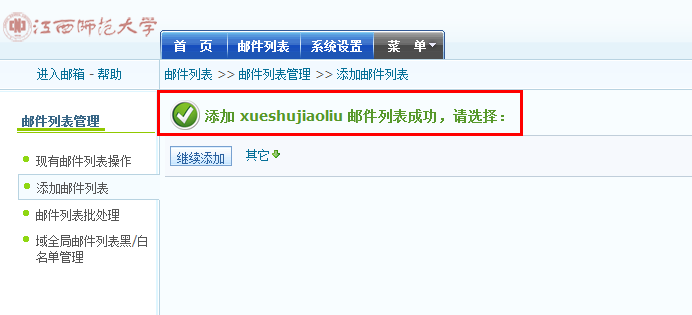 江西师范大学
首 页 邮件列表 系统设置 菜 单
进入邮箱 - 帮助
邮件列表 >> 邮件列表管理 >> 添加邮件列表
邮件列表管理
添加 xueshujiaoliu 邮件列表成功，请选择：
继续添加 其它
现有邮件列表操作
添加邮件列表
邮件列表批处理
域全局邮件列表黑/白
名单管理